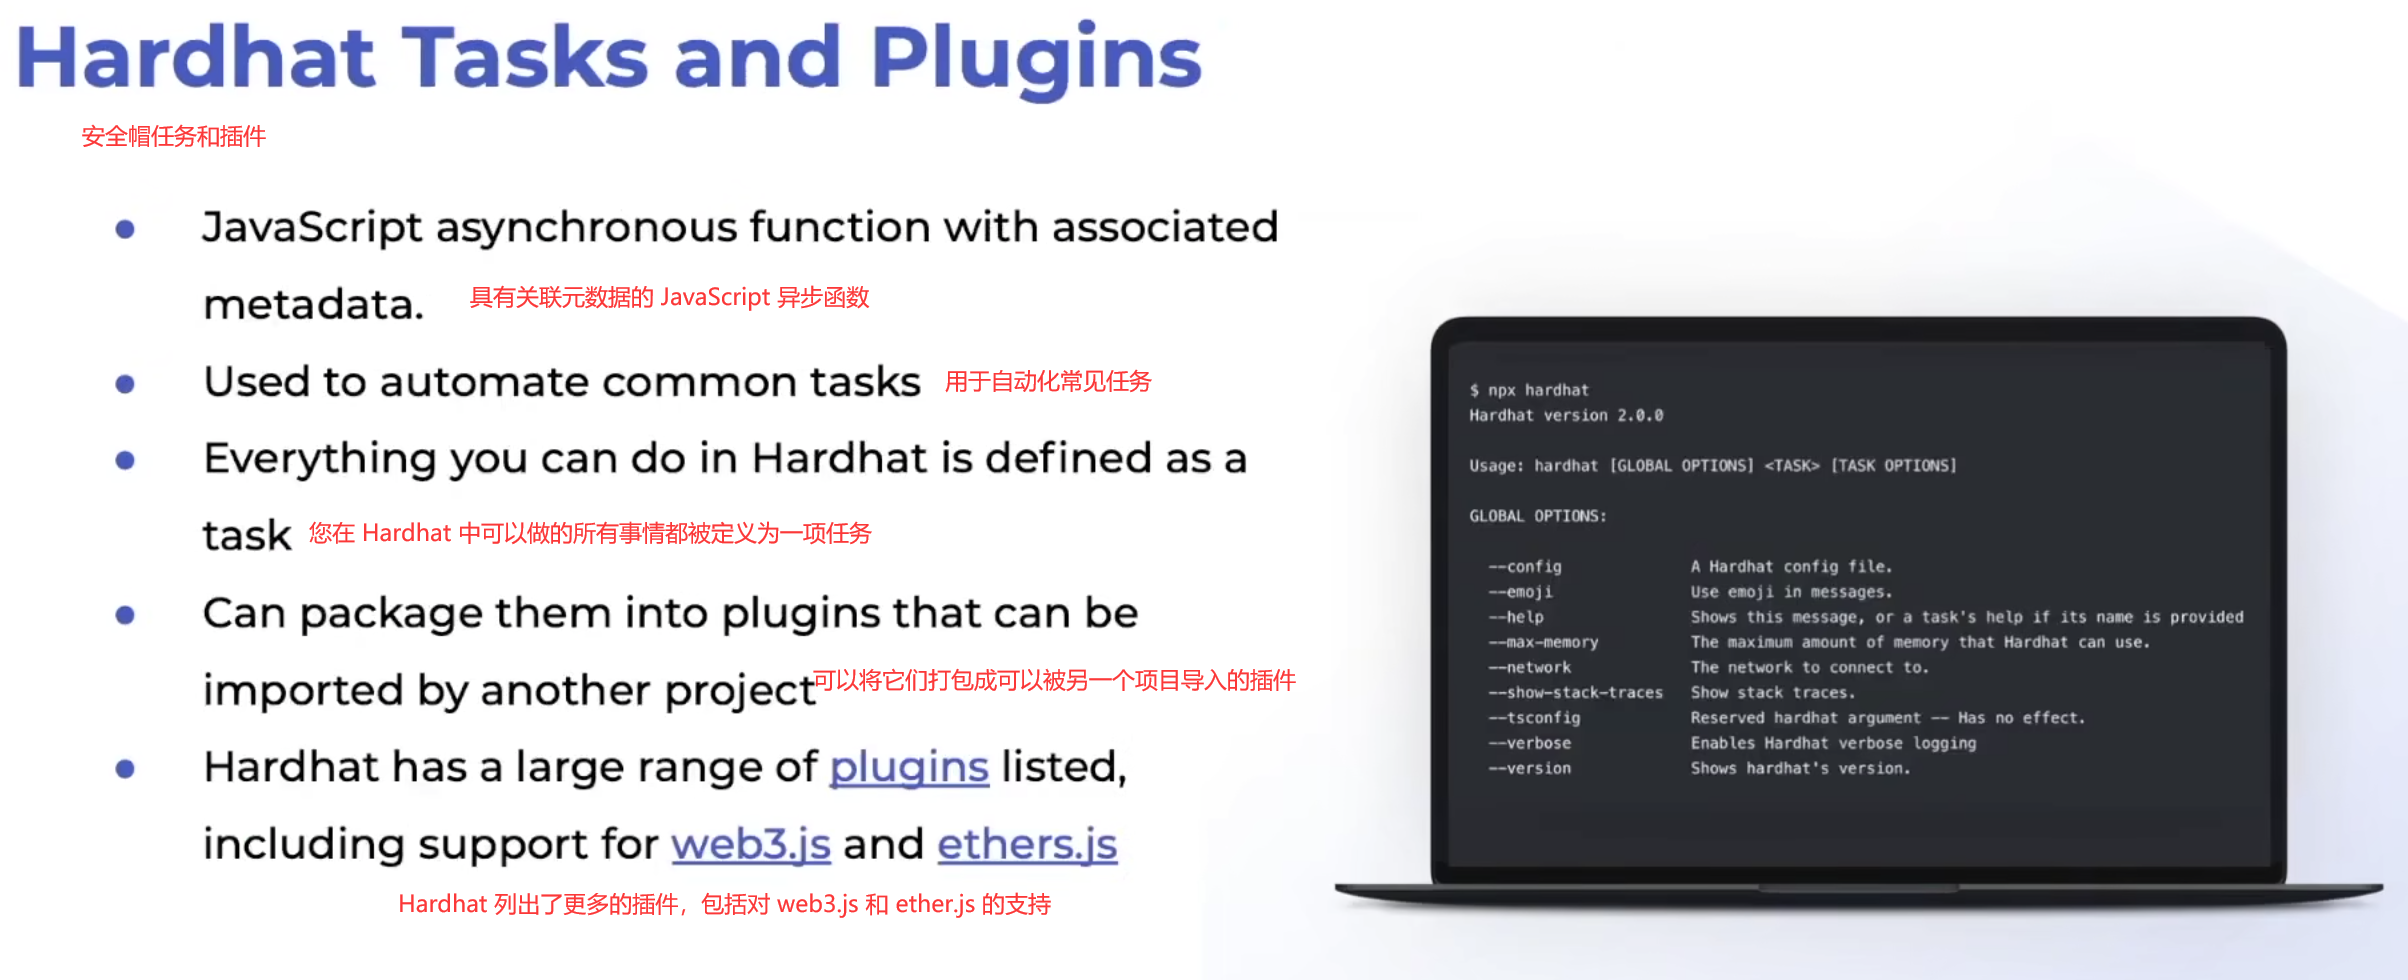 Hardhat Tasks and Plugins
安全帽任务和插件
JavaScript asynchronous function with associated
metadata.
具有关联元数据的 JavaScript 异步函数
Used to automate common tasks
用于自动化常见任务
Everything you can do in Hardhat is defined as a
task
您在 Hardhat 中可以做的所有事情都被定义为一项任务
Can package them into plugins that can be
imported by another project
可以将它们打包成可以被另一个项目导入的插件
Hardhat has a large range of plugins listed,
including support for web3.js and ethers.js
Hardhat 列出了更多的插件，包括对 web3.js 和 ether.js 的支持
$ npx hardhat
Hardhat version 2.0.0
Usage: hardhat [GLOBAL OPTIONS] <TASK> [TASK OPTIONS]
GLOBAL OPTIONS:
--config A Hardhat config file.
--emoji Use emoji in messages.
--help Shows this message, or a task's help if its name is provided
--max-memory The maximum amount of memory that Hardhat can use.
--network The network to connect to.
--show-stack-traces Show stack traces.
--tsconfig Reserved hardhat argument -- Has no effect.
--verbose Enables Hardhat verbose logging
--version Shows hardhat's version.